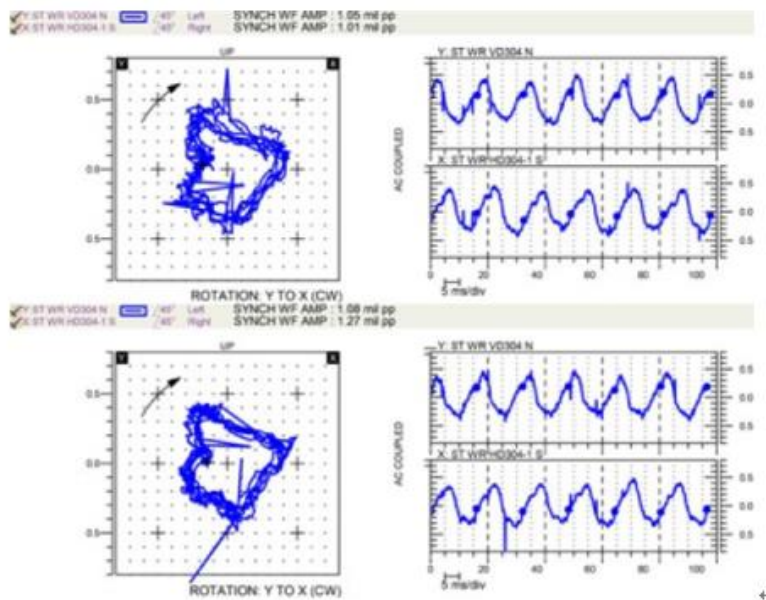 Y: ST WR VD304 N /45° Left SYNCH WF AMP : 1.05 mil pp
X: ST WR HD304-1 S /45° Right SYNCH WF AMP : 1.01 mil pp
UP
Y X
0.5
0.0
0.5
ROTATION: Y TO X (CW)
Y: ST WR VD304 N
0.5
0.0
0.5
AC COUPLED
X: ST WR HD304-1 S
0.5
0.0
0.5
0 20 40 60 80 100
5 ms/div
Y: ST WR VD304 N /45° Left SYNCH WF AMP : 1.08 mil pp
X: ST WR HD304-1 S /45° Right SYNCH WF AMP : 1.27 mil pp
UP
Y X
0.5
0.0
0.5
ROTATION: Y TO X (CW)
Y: ST WR VD304 N
0.5
0.0
0.5
AC COUPLED
X: ST WR HD304-1 S
0.5
0.0
0.5
0 20 40 60 80 100
5 ms/div